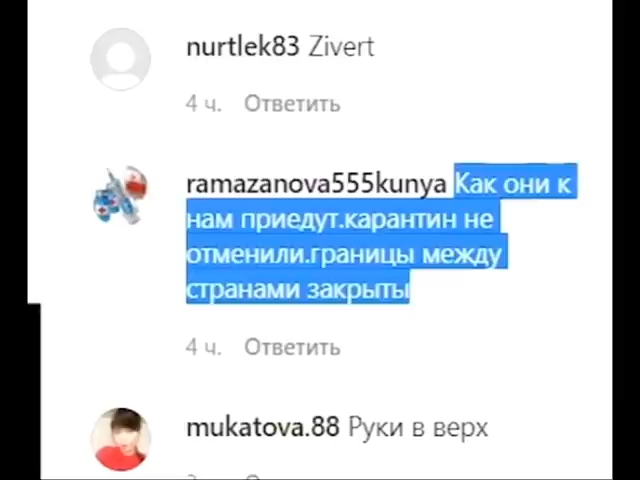 nurtlek83 Zivert
4 ч. Ответить
ramazanova555kunya Как они к
нам приедут.карантин не
отменили.границы между
странами закрыты
4 ч. Ответить
mukatova.88 Руки в верх